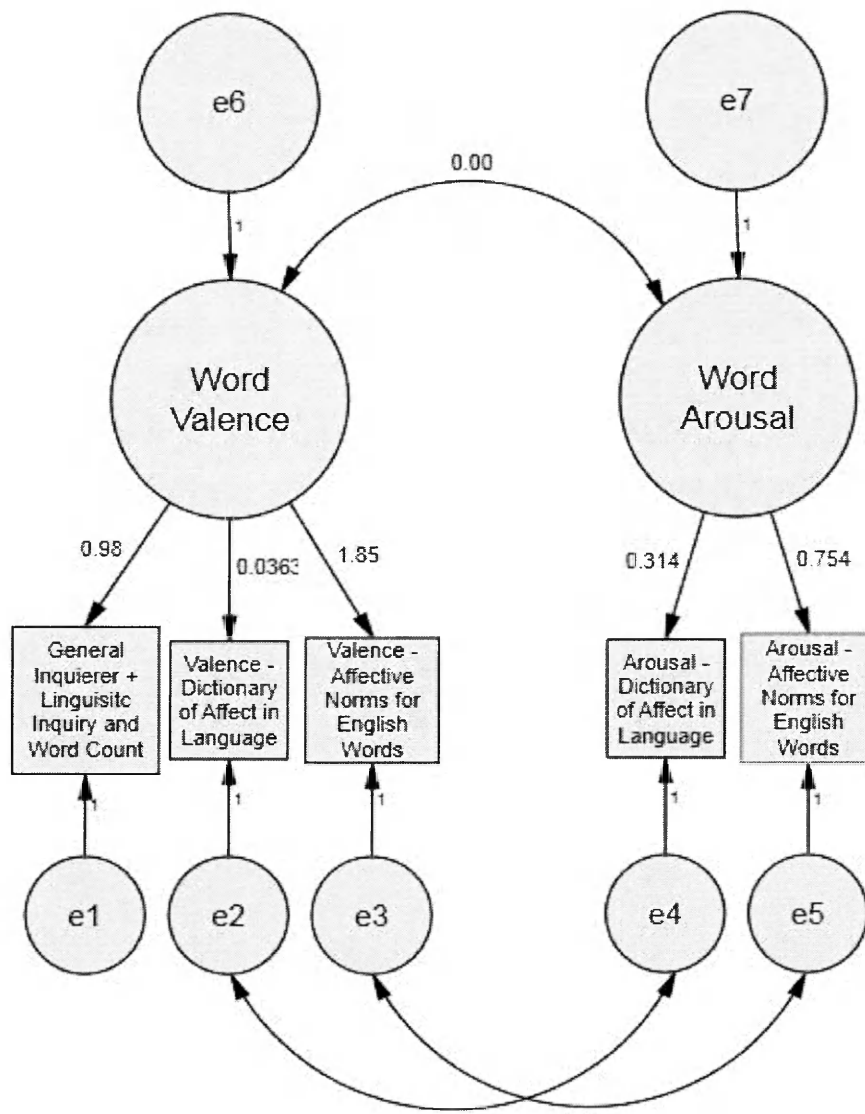 e6
e7
0.00
1
1
Word
Valence
Word
Arousal
0.98
0.0363
1.85
0.314
0.754
General
Inquierer +
Linguisitc
Inquiry and
Word Count
Valence -
Dictionary
of Affect in
Language
Valence -
Affective
Norms for
English
Words
Arousal -
Dictionary
of Affect in
Language
Arousal -
Affective
Norms for
English
Words
1
1
1
1
1
e1
e2
e3
e4
e5